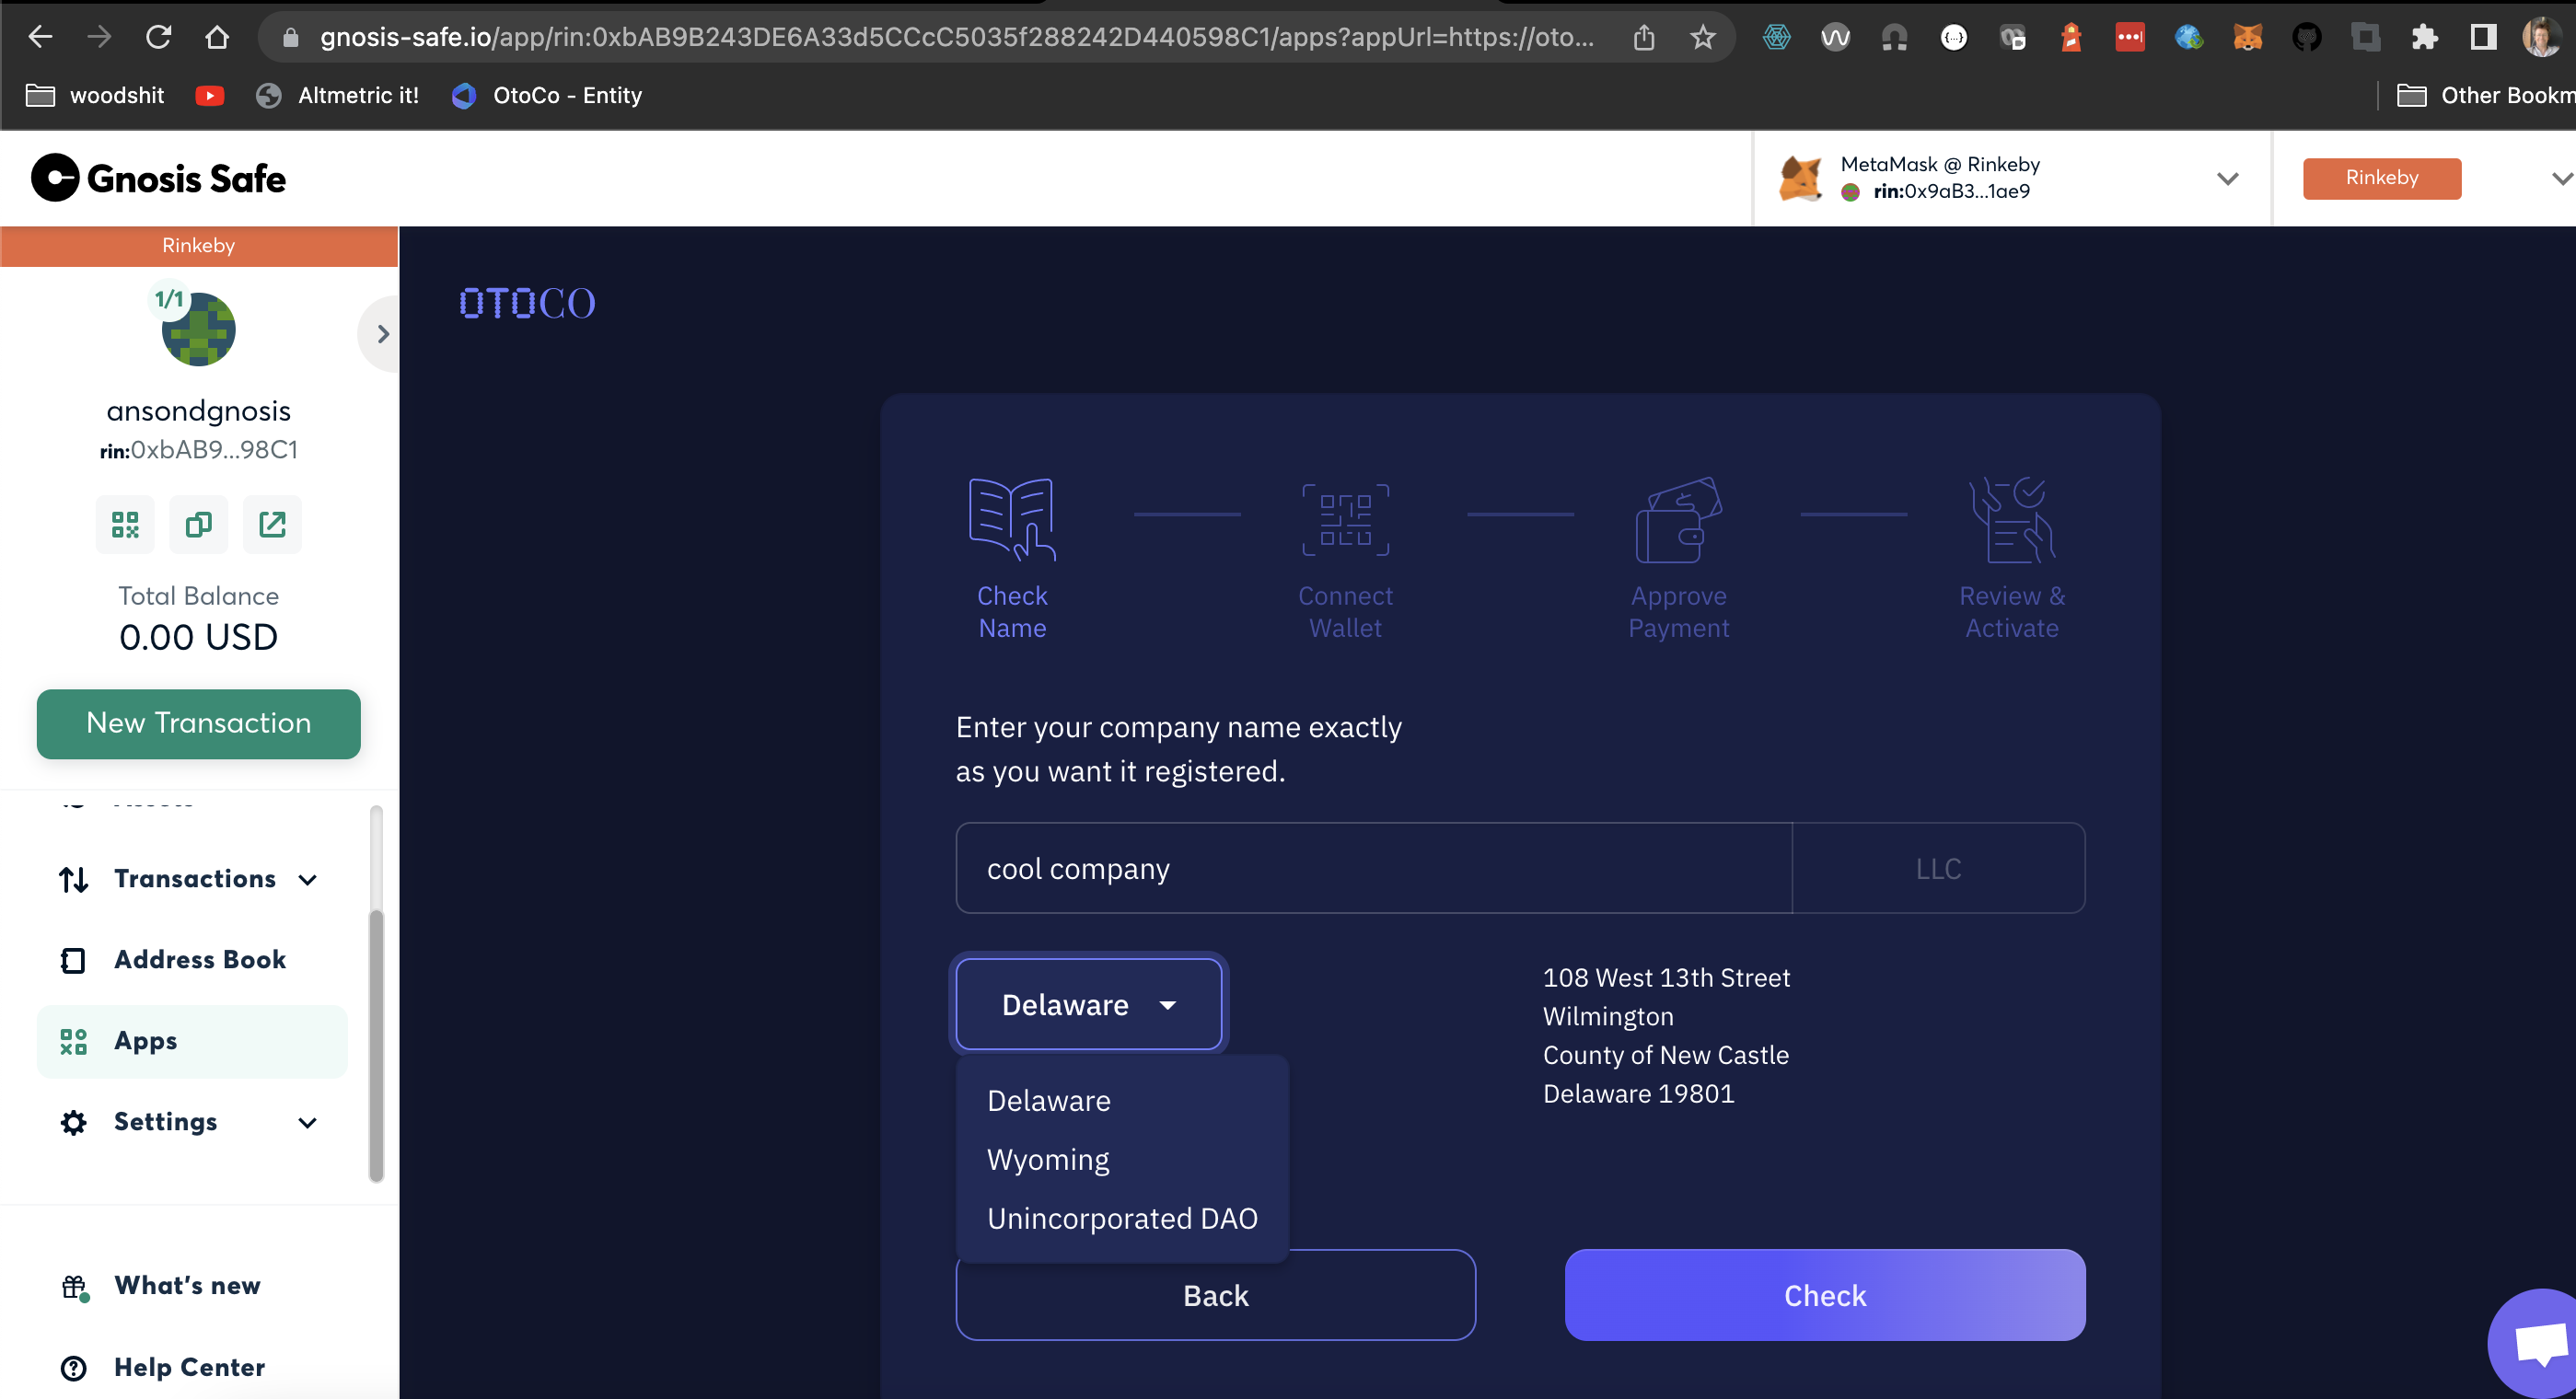 gnosis-safe.io/app/rin:0xbAB9B243DE6A33d5CCcC5035f288242D440598C1/apps?appUrl=https://oto...
woodshit
Altmetric it!
OtoCo - Entity
Other Bookm
Gnosis Safe
MetaMask @ Rinkeby
rin:0x9aB3...1ae9
Rinkeby
Rinkeby
1/1
ansondgnosis
rin:0xbAB9...98C1
Total Balance
0.00 USD
New Transaction
Transactions
Address Book
Apps
Settings
What's new
Help Center
OTOCO
Check
Name
Connect
Wallet
Approve
Payment
Review &
Activate
Enter your company name exactly
as you want it registered.
cool company
LLC
Delaware
108 West 13th Street
Wilmington
County of New Castle
Delaware 19801
Delaware
Wyoming
Unincorporated DAO
Back
Check